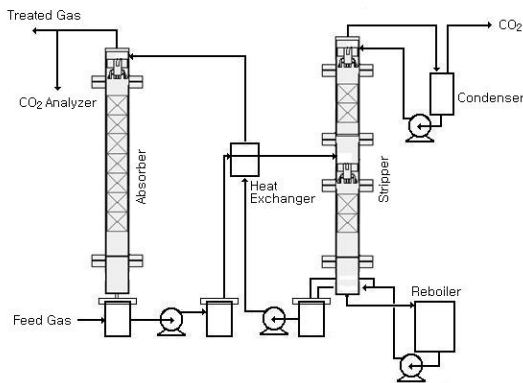 Treated Gas
CO2
CO2 Analyzer
Condenser
Absorber
Heat
Exchanger
Stripper
Reboiler
Feed Gas